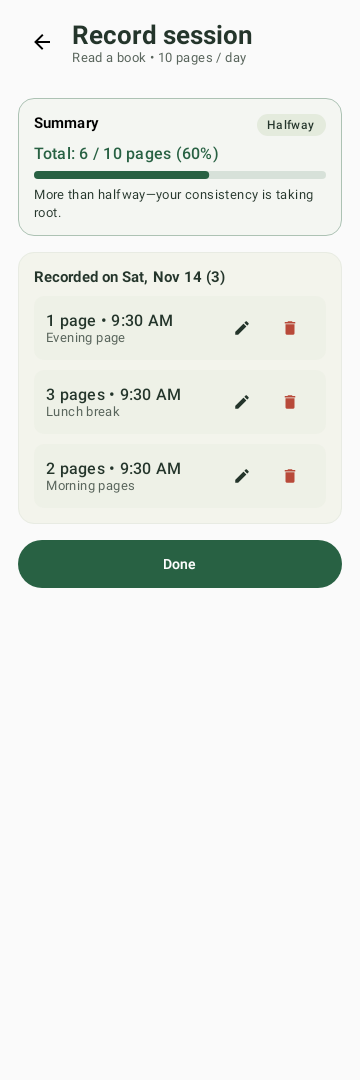 Record session
Read a book • 10 pages / day
Summary
Halfway
Total: 6 / 10 pages (60%)
More than halfway—your consistency is taking
root.
Recorded on Sat, Nov 14 (3)
1 page • 9:30 AM
Evening page
3 pages • 9:30 AM
Lunch break
2 pages • 9:30 AM
Morning pages
Done